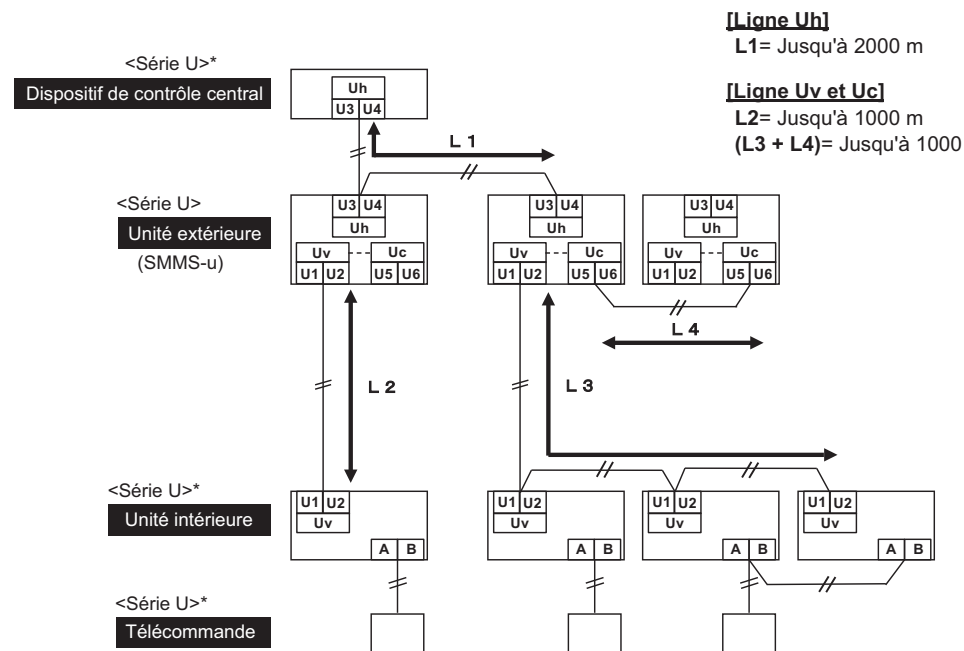 [Ligne Uh]
L1= Jusqu'à 2000 m
[Ligne Uv et Uc]
L2= Jusqu'à 1000 m
(L3 + L4)= Jusqu'à 1000
<Série U>*
Dispositif de contrôle central
Uh
U3 U4
L 1
<Série U>
Unité extérieure
(SMMS-u)
U3 U4
Uh
Uv Uc
U1 U2 U5 U6
U3 U4
Uh
Uv Uc
U1 U2 U5 U6
U3 U4
Uh
Uv Uc
U1 U2 U5 U6
L 4
L 2
L 3
<Série U>*
Unité intérieure
U1 U2
Uv
A B
U1 U2
Uv
A B
U1 U2
Uv
A B
U1 U2
Uv
A B
<Série U>*
Télécommande